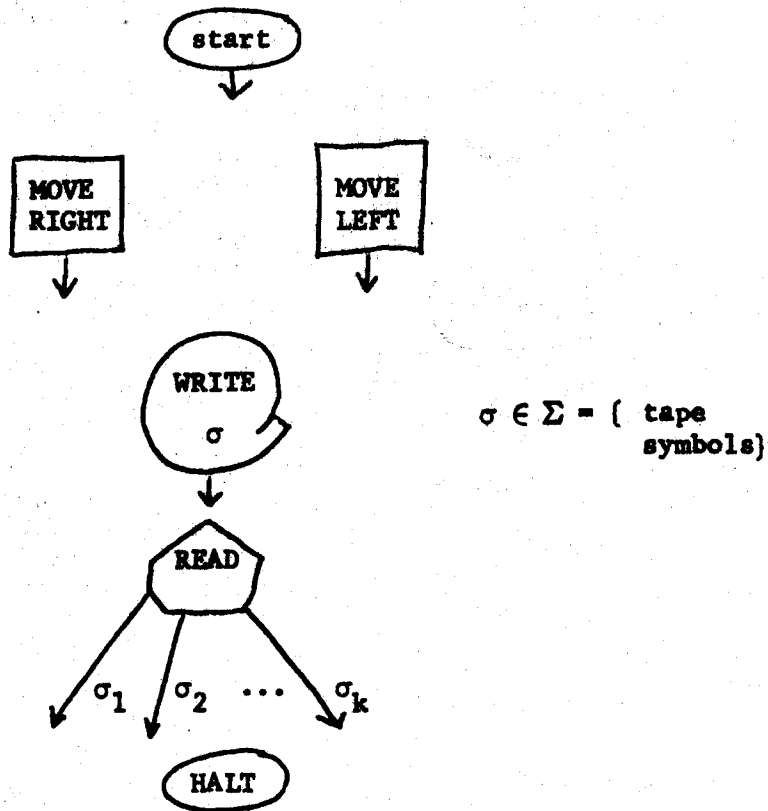 start
MOVE
RIGHT
MOVE
LEFT
WRITE
σ
σ ∈ Σ = { tape
symbols}
READ
σ₁ σ₂ ... σₖ
HALT